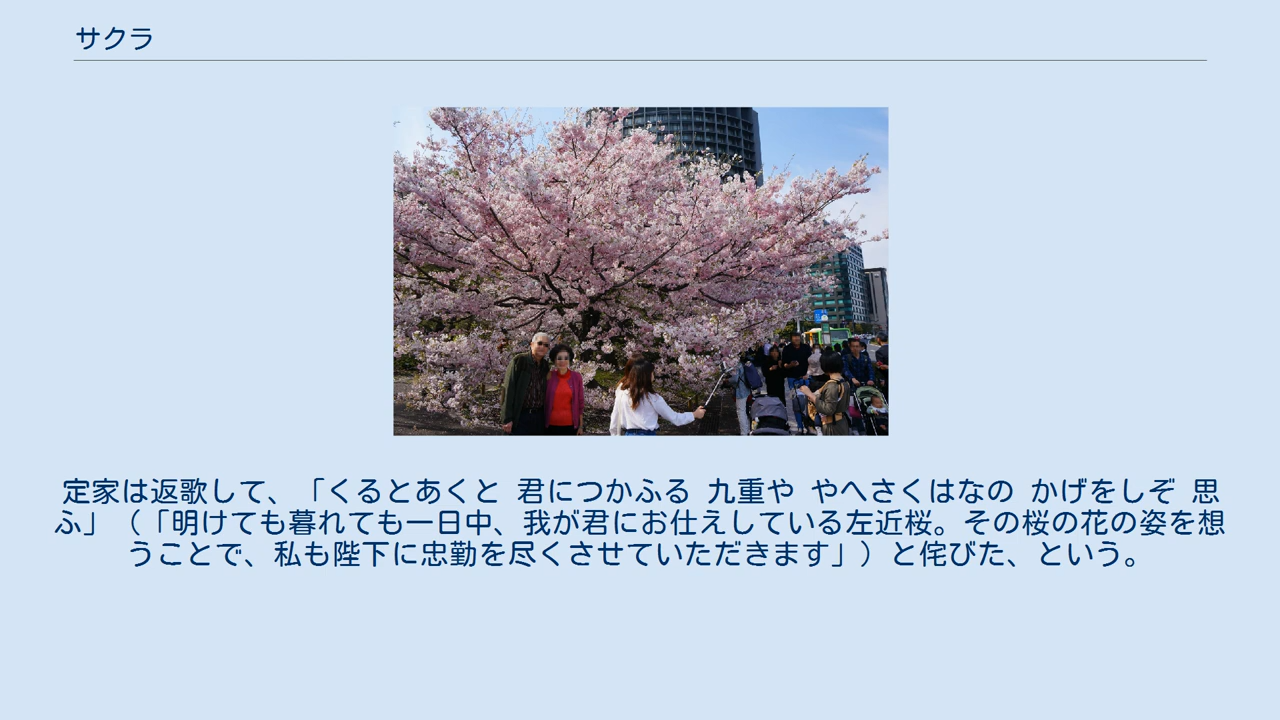 サクラ
定家は返歌して、「くるとあくと 君につかふる 九重や やへさくはなの かげをしぞ 思
ふ」（「明けても暮れても一日中、我が君にお仕えしている左近桜。その桜の花の姿を想
うことで、私も陛下に忠勤を尽くさせていただきます」）と侘びた、という。